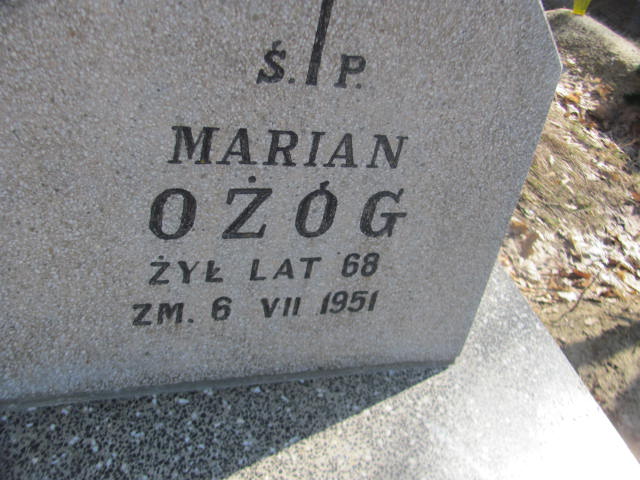 Ś. P.
MARIAN
OŻÓG
ŻYŁ LAT 68
ZM. 6 VII 1951